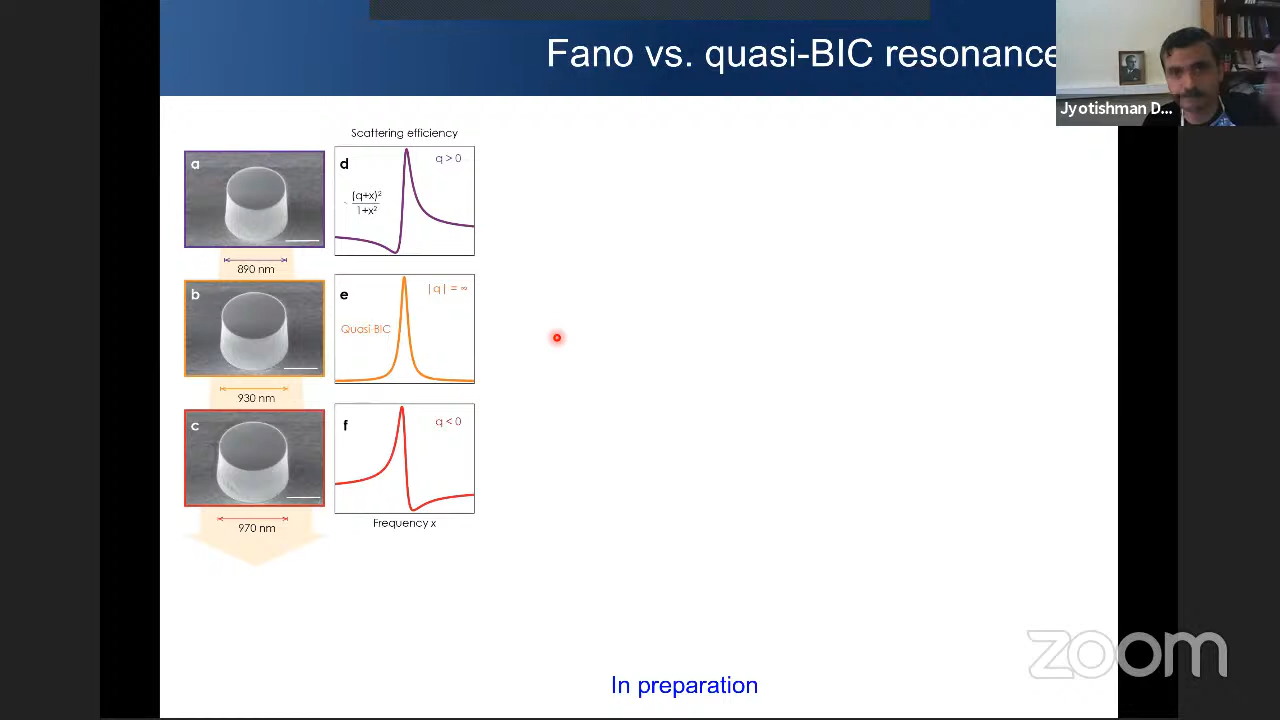 Fano vs. quasi-BIC resonance
Jyotishman D...
Scattering efficiency
a
d
q > 0
(q+x)²
1+x²
890 nm
b
e
|q| = ∞
Quasi BIC
930 nm
c
f
q < 0
970 nm
Frequency x
zoom
In preparation